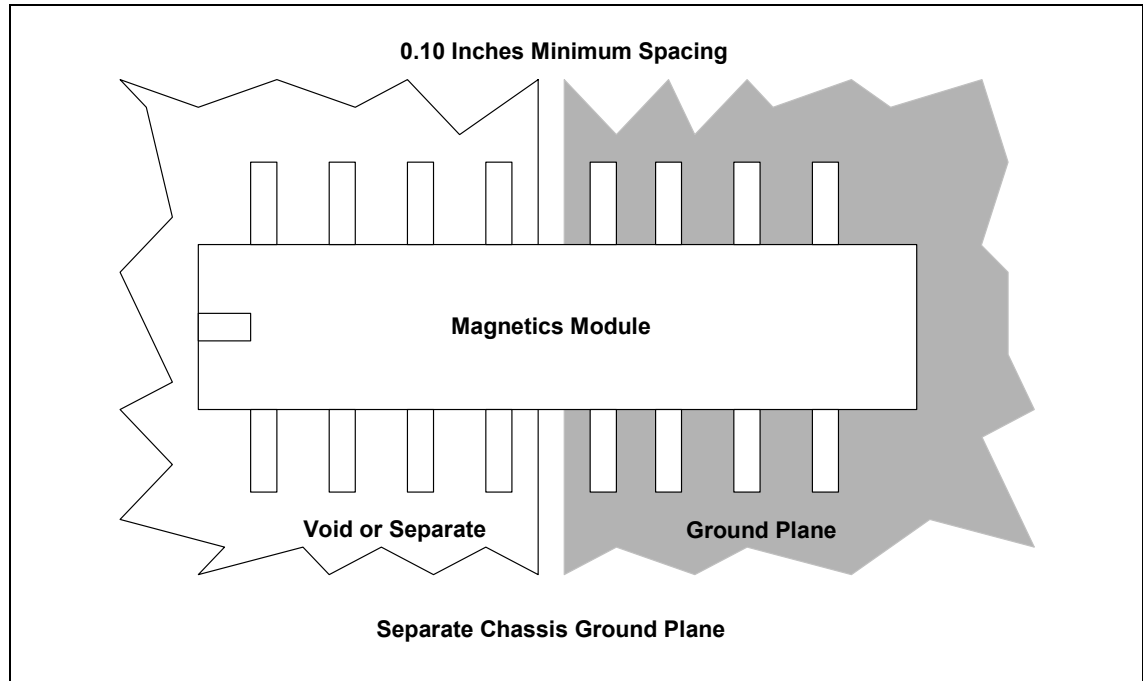 0.10 Inches Minimum Spacing
Magnetics Module
Void or Separate
Ground Plane
Separate Chassis Ground Plane